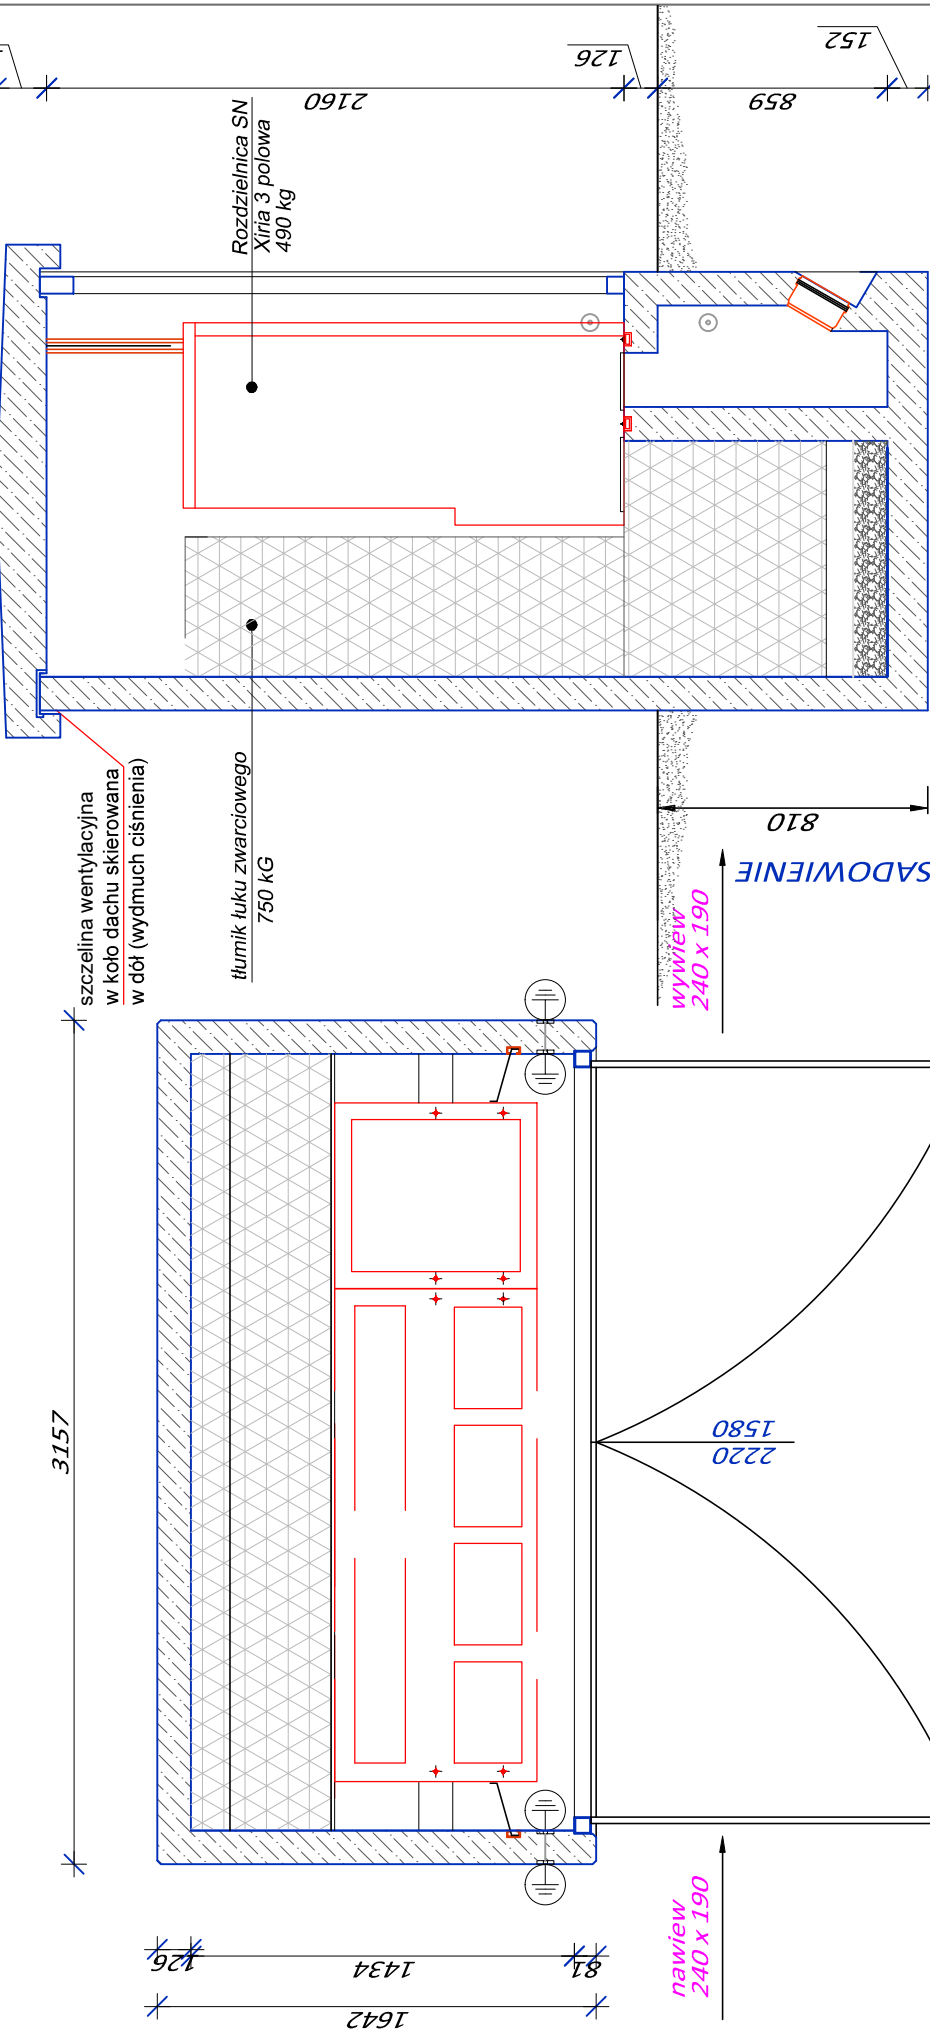 2160
126
859
152
Rozdzielnica SN
Xiria 3 polowa
490 kg
szczelina wentylacyjna
w koło dachu skierowana
w dół (wydmuch ciśnienia)
tłumik łuku zwarciowego
750 kG
810
SADOWIENIE
wywiew
240 x 190
3157
1580
2220
nawiew
240 x 190
126
1434
81
1642